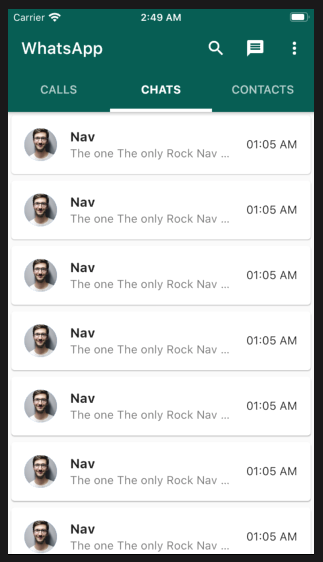 Carrier 2:49 AM
WhatsApp
CALLS CHATS CONTACTS
Nav
The one The only Rock Nav ... 01:05 AM
Nav
The one The only Rock Nav ... 01:05 AM
Nav
The one The only Rock Nav ... 01:05 AM
Nav
The one The only Rock Nav ... 01:05 AM
Nav
The one The only Rock Nav ... 01:05 AM
Nav
The one The only Rock Nav ... 01:05 AM
Nav
The one The only Rock Nav ... 01:05 AM